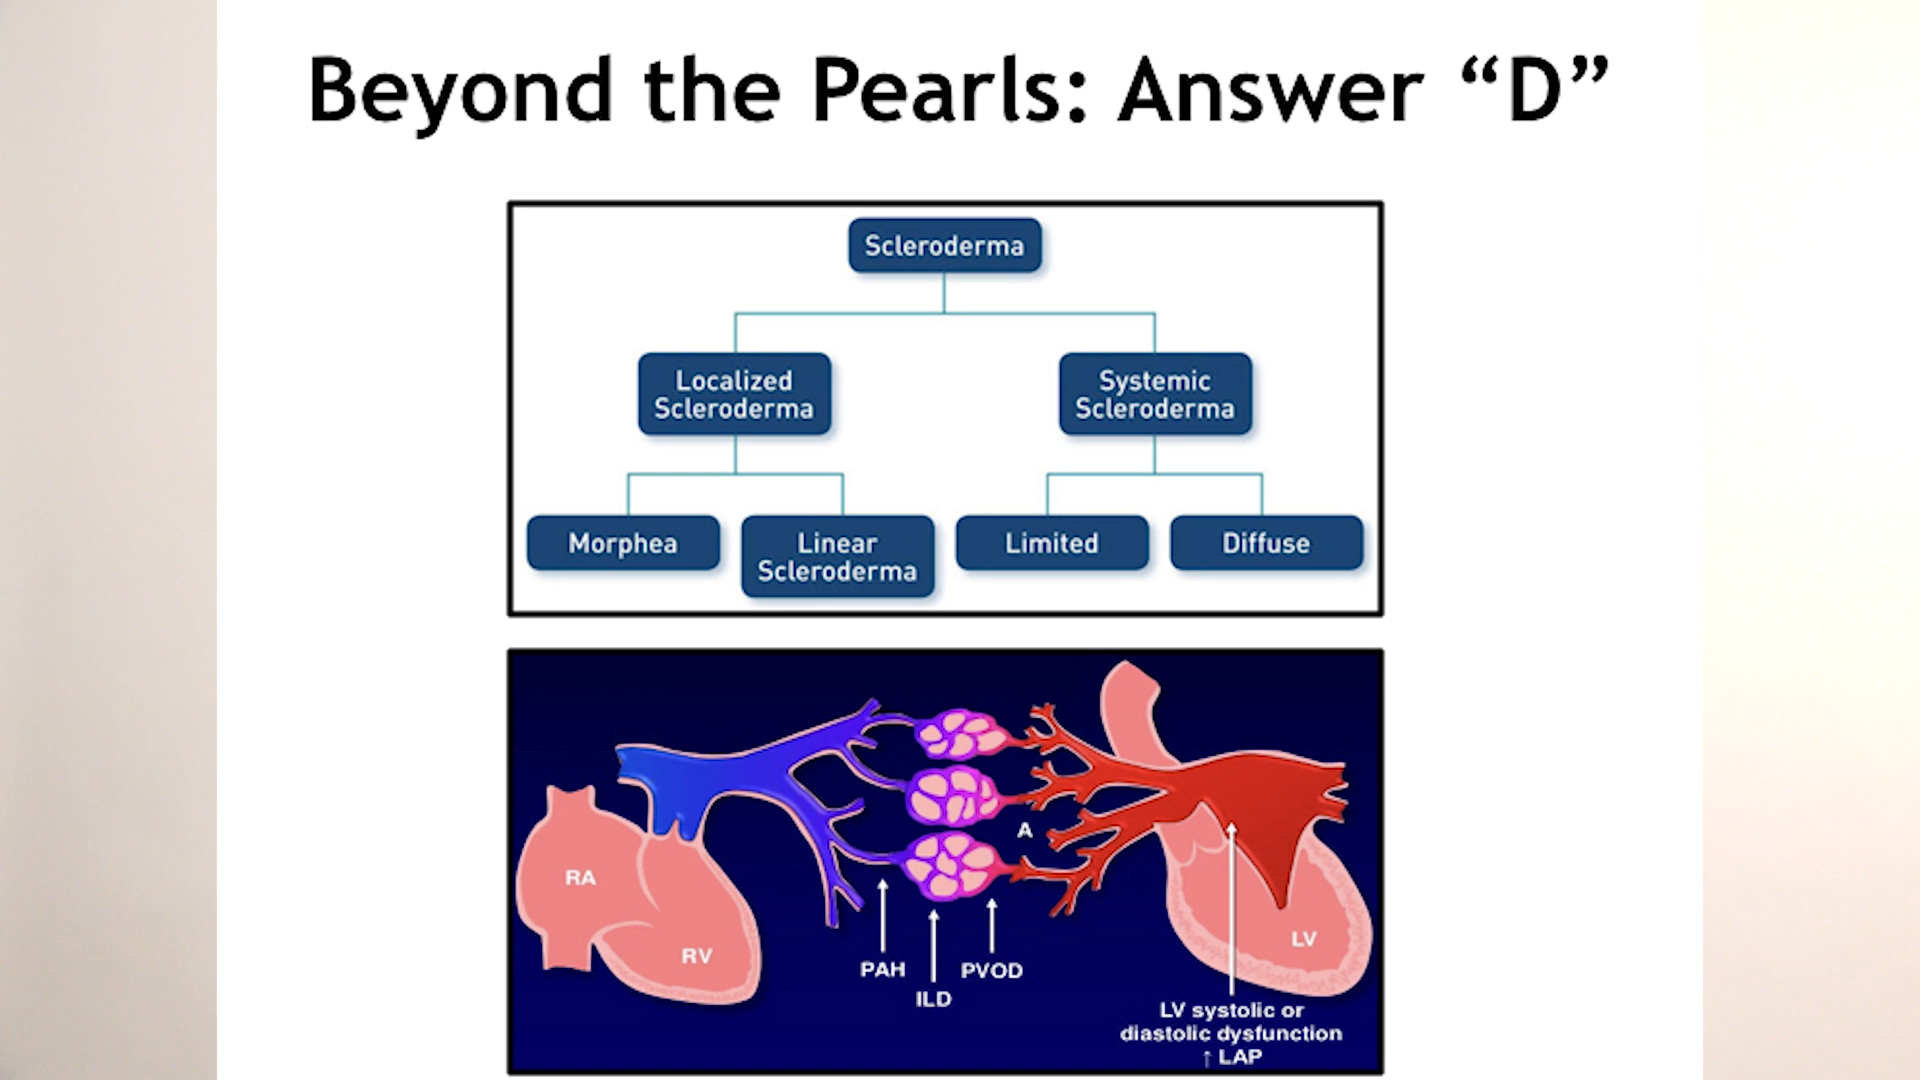 Beyond the Pearls: Answer “D”
Scleroderma
Localized
Scleroderma
Systemic
Scleroderma
Morphea
Linear
Scleroderma
Limited
Diffuse
A
RA
RV
LV
PAH
ILD
PVOD
LV systolic or
diastolic dysfunction
↑ LAP